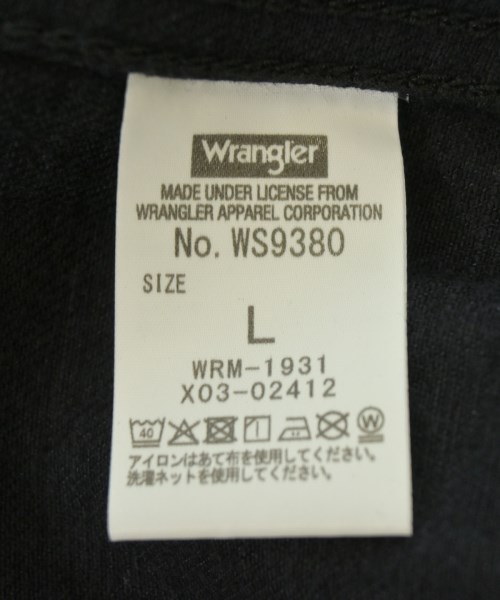 Wrangler
MADE UNDER LICENSE FROM
WRANGLER APPAREL CORPORATION
No. WS9380
SIZE
L
WRM-1931
X03-02412
40 W
アイロンはあて布を使用してください。
洗濯ネットを使用してください。